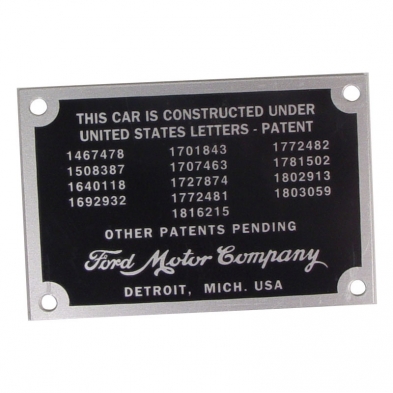 THIS CAR IS CONSTRUCTED UNDER
UNITED STATES LETTERS - PATENT
1467478 1701843 1772482
1508387 1707463 1781502
1640118 1727874 1802913
1692932 1772481 1803059
1816215
OTHER PATENTS PENDING
Ford Motor Company
DETROIT, MICH. USA